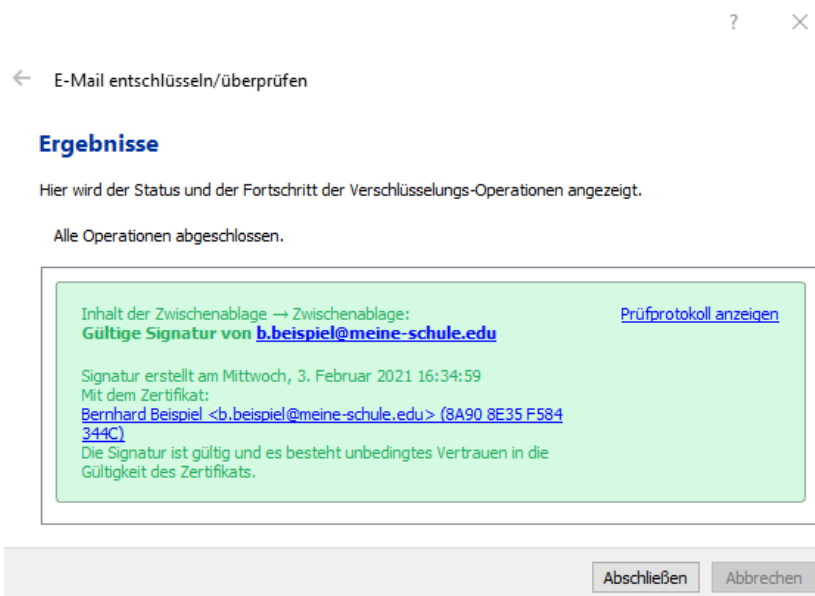 ?
E-Mail entschlüsseln/überprüfen
Ergebnisse
Hier wird der Status und der Fortschritt der Verschlüsselungs-Operationen angezeigt.
Alle Operationen abgeschlossen.
Inhalt der Zwischenablage → Zwischenablage:
Prüfprotokoll anzeigen
Gültige Signatur von b.beispiel@meine-schule.edu
Signatur erstellt am Mittwoch, 3. Februar 2021 16:34:59
Mit dem Zertifikat:
Bernhard Beispiel <b.beispiel@meine-schule.edu> (8A90 8E35 F584
344C)
Die Signatur ist gültig und es besteht unbedingtes Vertrauen in die
Gültigkeit des Zertifikats.
Abschließen
Abbrechen